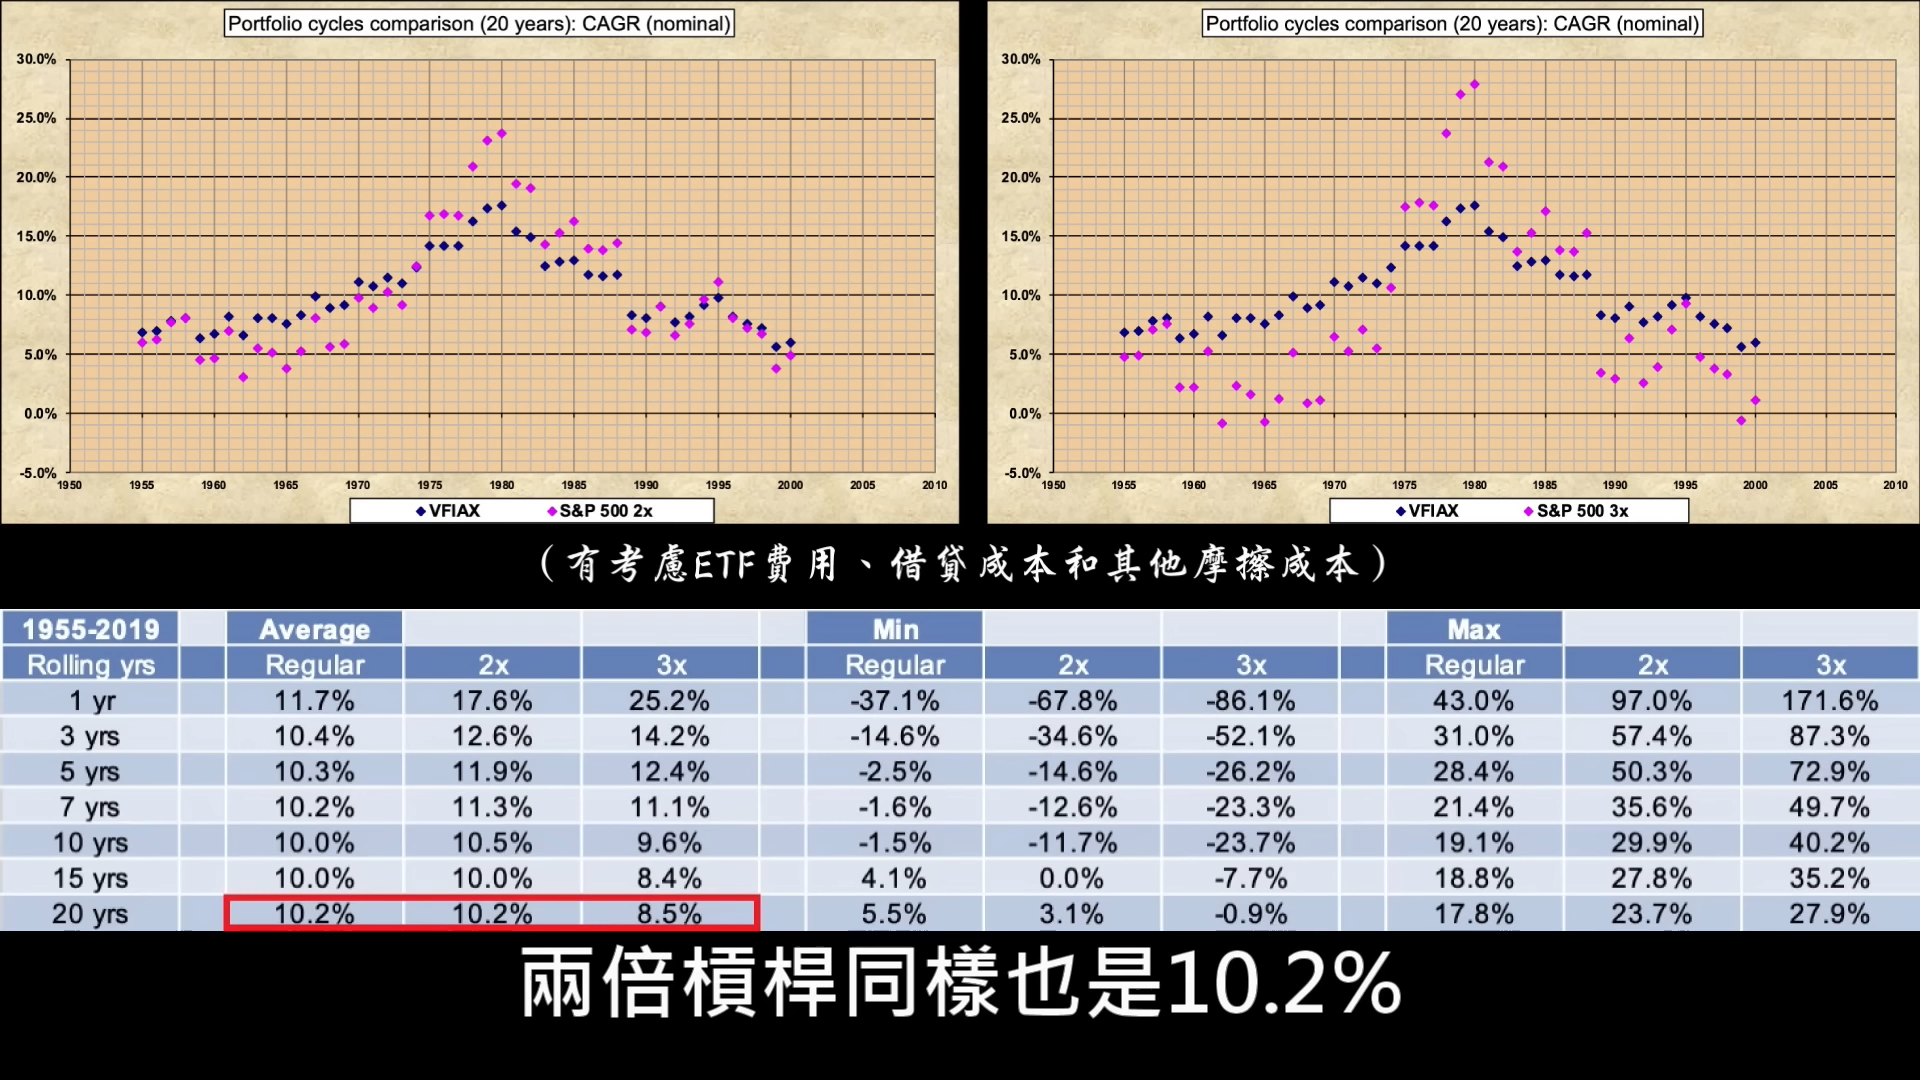 Portfolio cycles comparison (20 years): CAGR (nominal)
30.0%
25.0%
20.0%
15.0%
10.0%
5.0%
0.0%
-5.0%
1950 1955 1960 1965 1970 1975 1980 1985 1990 1995 2000 2005 2010
VFIAX S&P 500 2x
Portfolio cycles comparison (20 years): CAGR (nominal)
30.0%
25.0%
20.0%
15.0%
10.0%
5.0%
0.0%
-5.0%
1950 1955 1960 1965 1970 1975 1980 1985 1990 1995 2000 2005 2010
VFIAX S&P 500 3x
（有考慮ETF費用、借貸成本和其他摩擦成本）
1955-2019 Average Min Max
Rolling yrs Regular 2x 3x Regular 2x 3x Regular 2x 3x
1 yr 11.7% 17.6% 25.2% -37.1% -67.8% -86.1% 43.0% 97.0% 171.6%
3 yrs 10.4% 12.6% 14.2% -14.6% -34.6% -52.1% 31.0% 57.4% 87.3%
5 yrs 10.3% 11.9% 12.4% -2.5% -14.6% -26.2% 28.4% 50.3% 72.9%
7 yrs 10.2% 11.3% 11.1% -1.6% -12.6% -23.3% 21.4% 35.6% 49.7%
10 yrs 10.0% 10.5% 9.6% -1.5% -11.7% -23.7% 19.1% 29.9% 40.2%
15 yrs 10.0% 10.0% 8.4% 4.1% 0.0% -7.7% 18.8% 27.8% 35.2%
20 yrs 10.2% 10.2% 8.5% 5.5% 3.1% -0.9% 17.8% 23.7% 27.9%
兩倍槓桿同樣也是10.2%